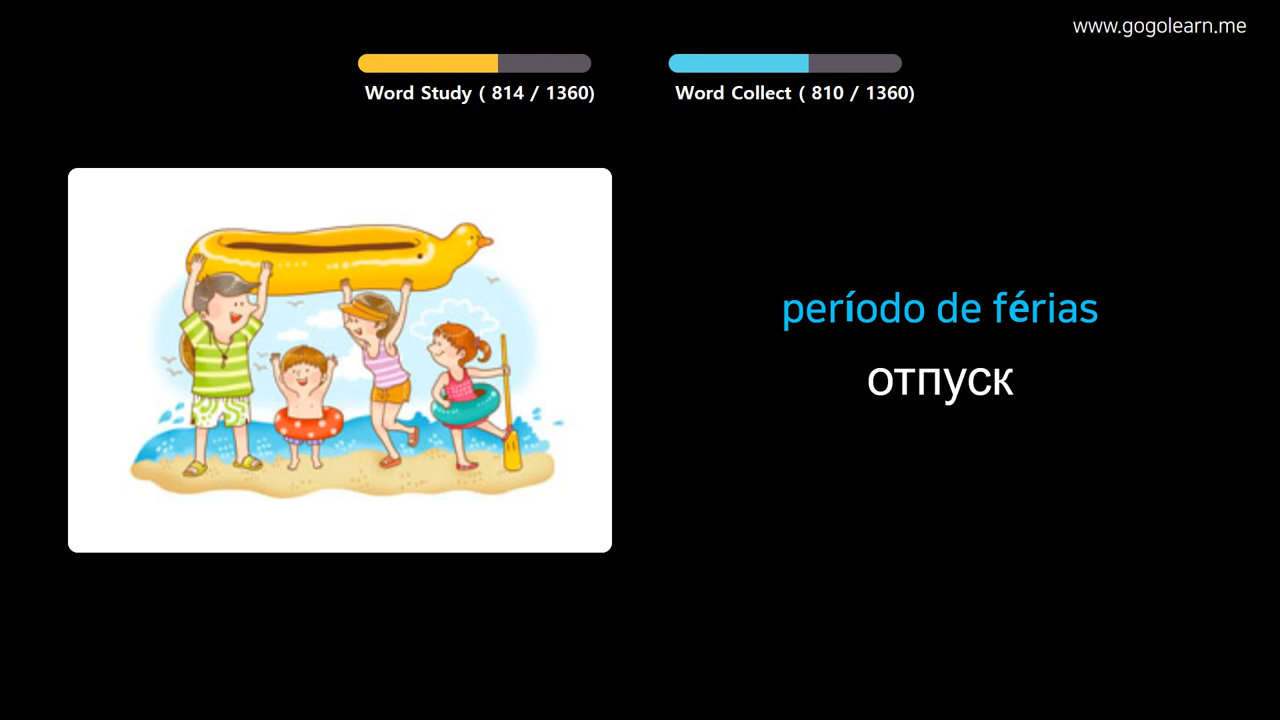 www.gogolearn.me
Word Study ( 814 / 1360)
Word Collect ( 810 / 1360)
período de férias
отпуск